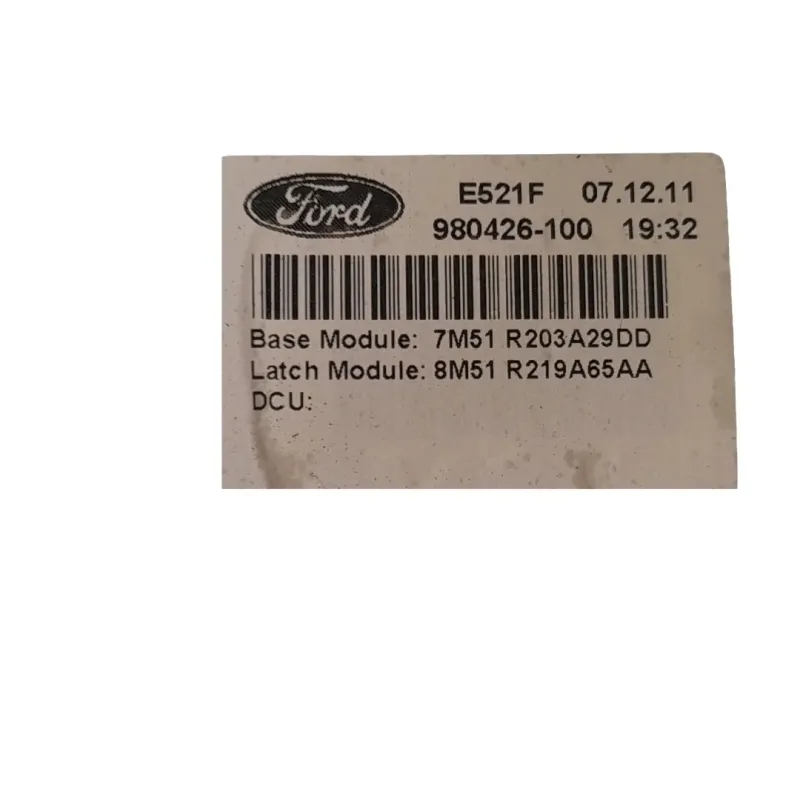 Ford E521F 07.12.11
980426-100 19:32
Base Module: 7M51 R203A29DD
Latch Module: 8M51 R219A65AA
DCU: